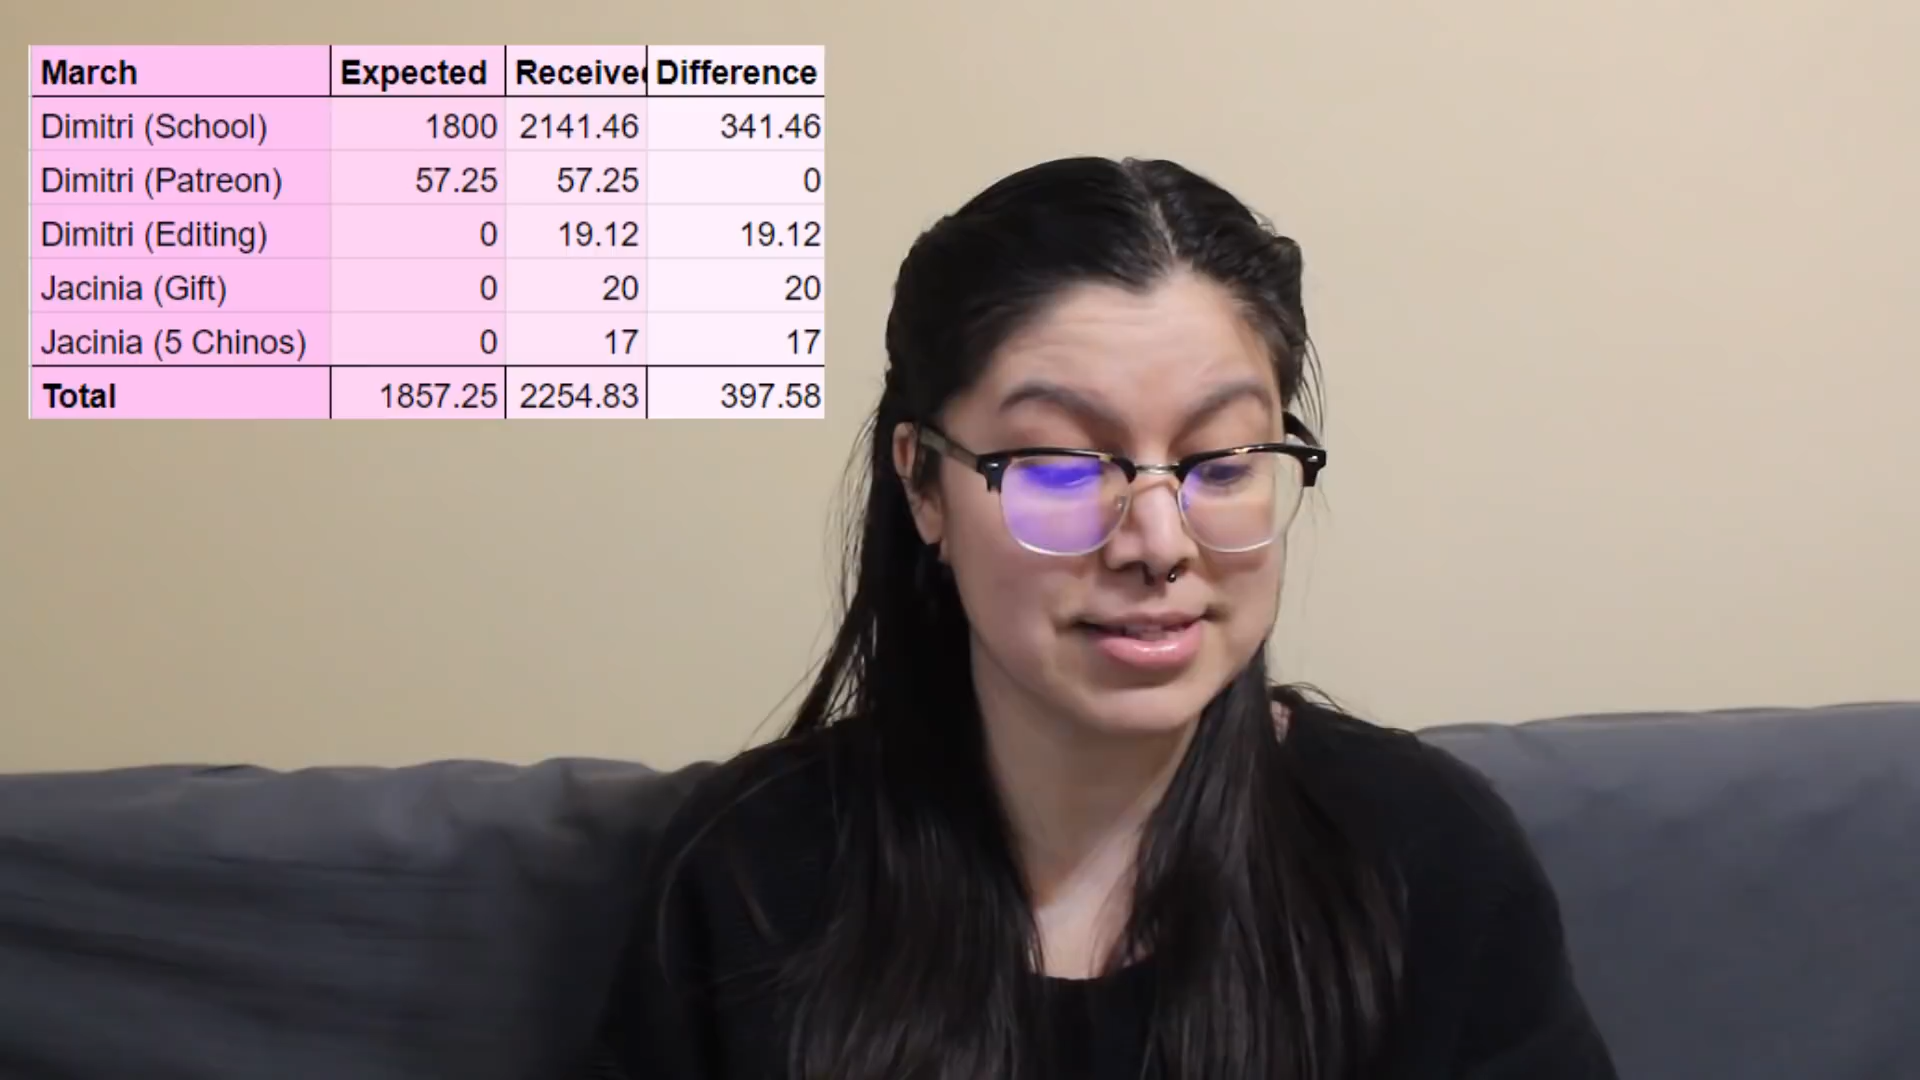 March Expected Received Difference
Dimitri (School) 1800 2141.46 341.46
Dimitri (Patreon) 57.25 57.25 0
Dimitri (Editing) 0 19.12 19.12
Jacinia (Gift) 0 20 20
Jacinia (5 Chinos) 0 17 17
Total 1857.25 2254.83 397.58